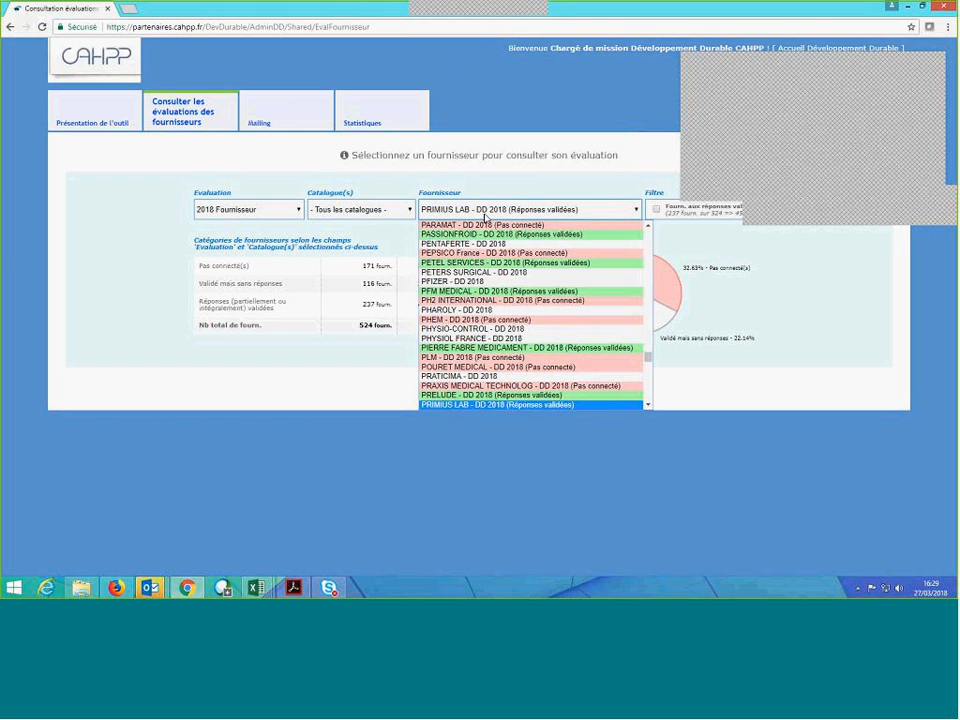 Consultation évaluations
Sécurisé | https://partenaires.cahpp.fr/DevDurable/AdminDD/Shared/EvalFournisseur
CAHPP
Bienvenue Chargé de mission Développement Durable CAHPP ! [ Accueil Développement Durable ]
Présentation de l'outil
Consulter les
évaluations des
fournisseurs
Mailing
Statistiques
Sélectionnez un fournisseur pour consulter son évaluation
Evaluation
Catalogue(s)
Fournisseur
Filtre
2018 Fournisseur
- Tous les catalogues -
PRIMIUS LAB - DD 2018 (Réponses validées)
Fourn. aux réponses
(237 fourn. sur 524 =>
PARAMAT - DD 2018 (Pas connecté)
PASSIONFROID - DD 2018 (Réponses validées)
PENTAFERTE - DD 2018
PEPSICO France - DD 2018 (Pas connecté)
PETEL SERVICES - DD 2018 (Réponses validées)
PETERS SURGICAL - DD 2018
PFIZER - DD 2018
PFM MEDICAL - DD 2018 (Réponses validées)
PH2 INTERNATIONAL - DD 2018 (Pas connecté)
PHAROLY - DD 2018
PHEM - DD 2018 (Pas connecté)
PHYSIO-CONTROL - DD 2018
PHYSIOL FRANCE - DD 2018
PIERRE FABRE MEDICAMENT - DD 2018 (Réponses validées)
PLM - DD 2018 (Pas connecté)
POURET MEDICAL - DD 2018 (Pas connecté)
PRATICIMA - DD 2018
PRAXIS MEDICAL TECHNOLOG - DD 2018 (Pas connecté)
PRELUDE - DD 2018 (Réponses validées)
PRIMIUS LAB - DD 2018 (Réponses validées)
Catégories de fournisseurs selon les champs
'Evaluation' et 'Catalogue(s)' sélectionnés ci-dessus
Pas connecté(s) 171 fourn.
Validé mais sans réponses 116 fourn.
Réponses (partiellement ou
intégralement) validées 237 fourn.
Nb total de fourn. 524 fourn.
32.63% - Pas connecté(s)
Validé mais sans réponses - 22.14%
16:29
27/03/2018